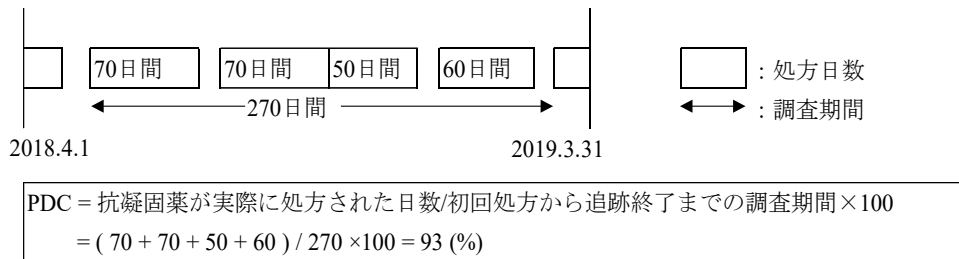 70日間 70日間 50日間 60日間 : 処方日数
270日間 : 調査期間
2018.4.1 2019.3.31
PDC = 抗凝固薬が実際に処方された日数/初回処方から追跡終了までの調査期間×100
= ( 70 + 70 + 50 + 60 ) / 270 ×100 = 93 (%)